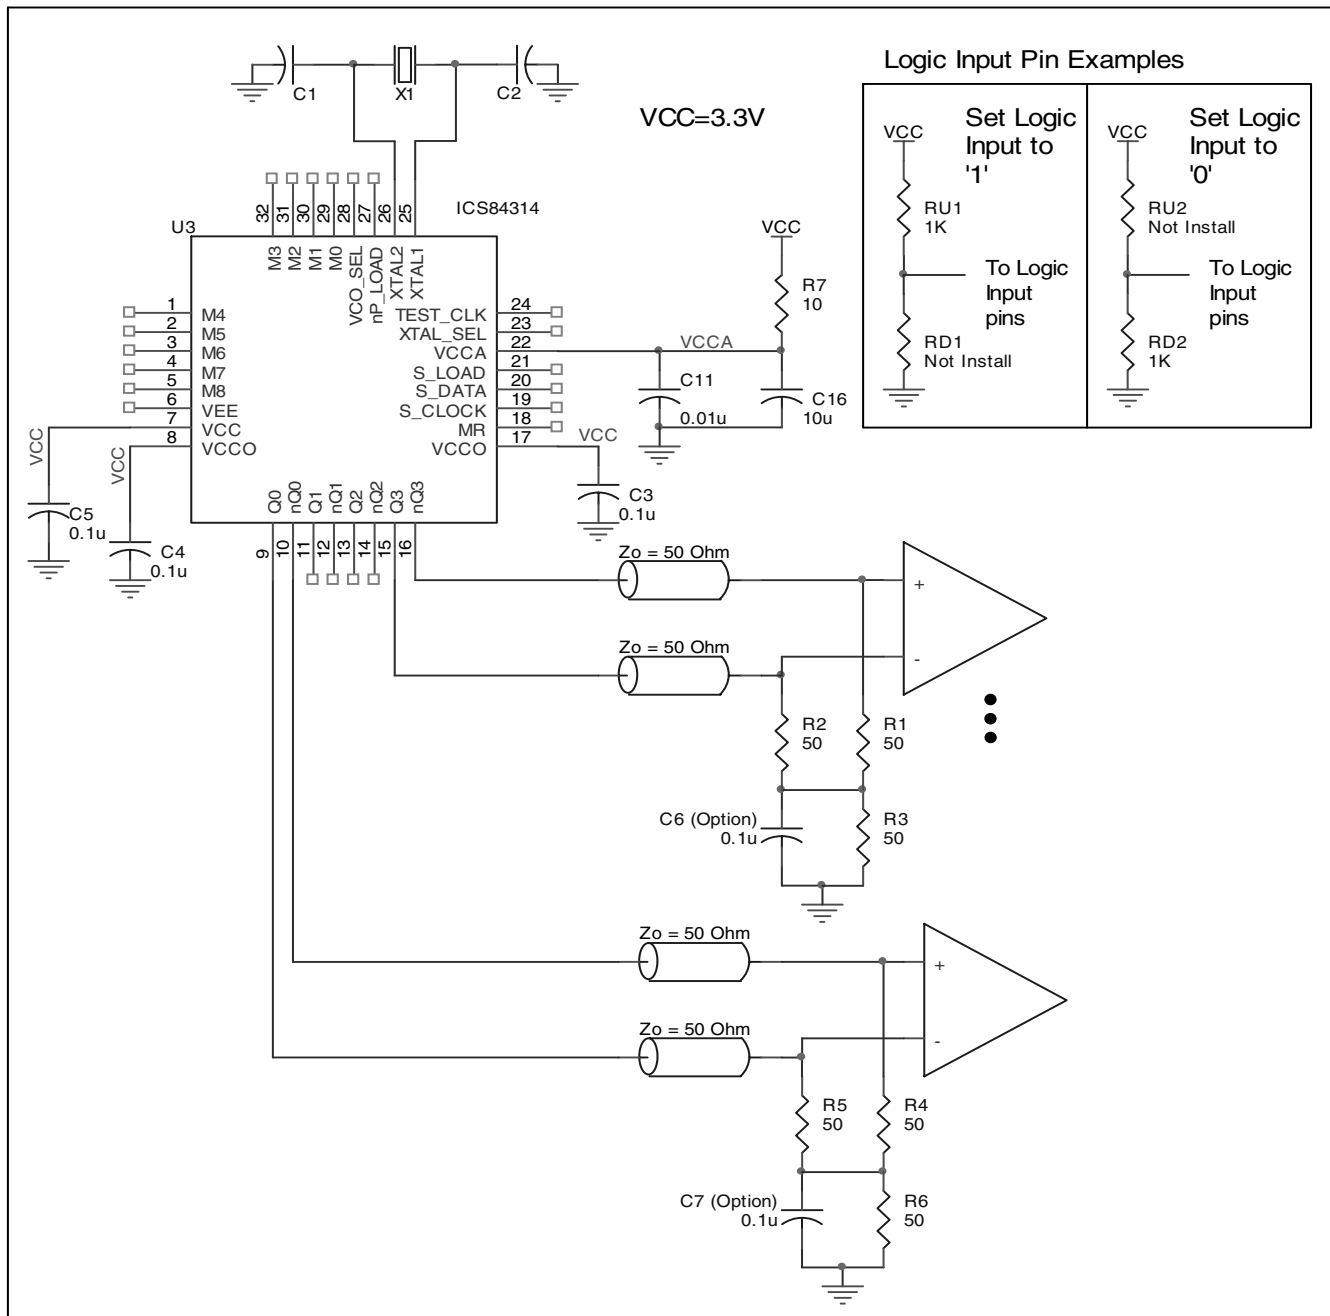 C1
X1
C2
VCC=3.3V
Logic Input Pin Examples
VCC
Set Logic
Input to
'1'
RU1
1K
To Logic
Input
pins
RD1
Not Install
VCC
Set Logic
Input to
'0'
RU2
Not Install
To Logic
Input
pins
RD2
1K
U3
ICS84314
32
31
30
29
28
27
26
25
M3
M2
M1
M0
VCO_SEL
nP_LOAD
XTAL2
XTAL1
1 M4
2 M5
3 M6
4 M7
5 M8
6 VEE
7 VCC
8 VCCO
TEST_CLK 24
XTAL_SEL 23
VCCA 22
S_LOAD 21
S_DATA 20
S_CLOCK 19
MR 18
VCCO 17
VCC
R7
10
VCCA
C11
0.01u
C16
10u
VCC
C3
0.1u
VCC
VCC
C5
0.1u
C4
0.1u
Q0
nQ0
Q1
nQ1
Q2
nQ2
Q3
nQ3
9
10
11
12
13
14
15
16
Zo = 50 Ohm
+
Zo = 50 Ohm
-
R2
50
R1
50
C6 (Option)
0.1u
R3
50
Zo = 50 Ohm
+
Zo = 50 Ohm
-
R5
50
R4
50
C7 (Option)
0.1u
R6
50